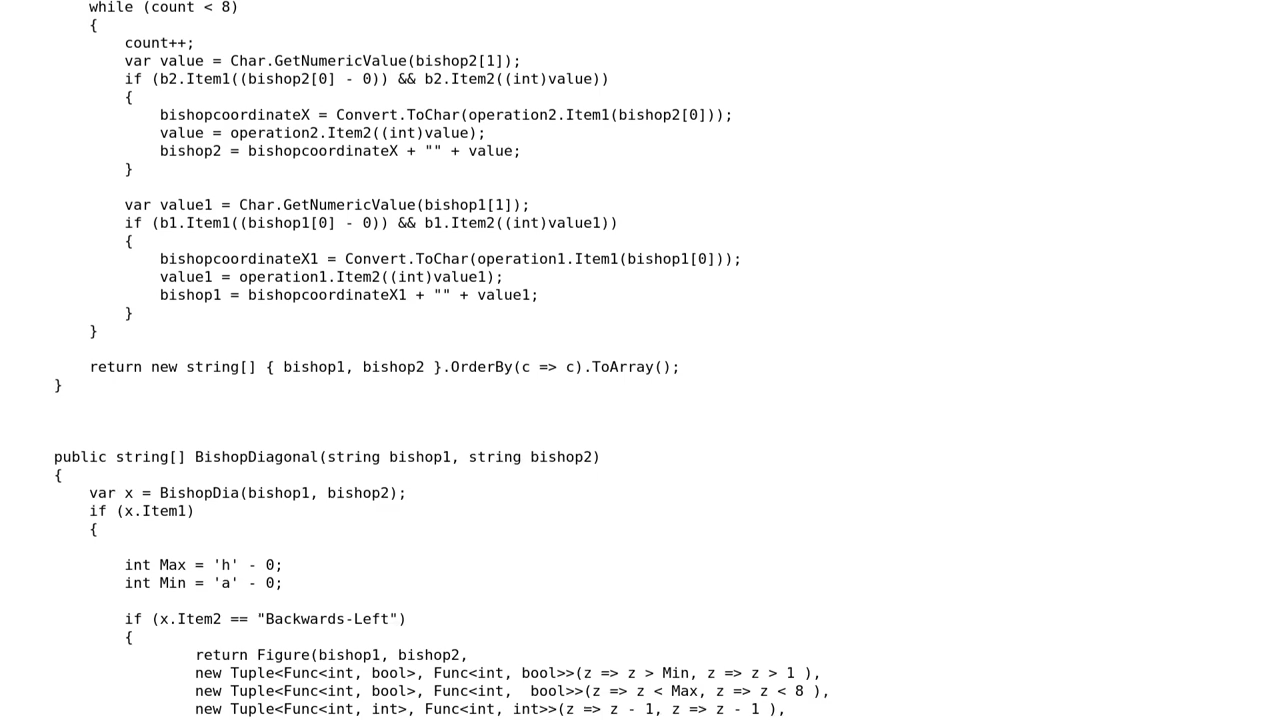 while (count < 8)
{
count++;
var value = Char.GetNumericValue(bishop2[1]);
if (b2.Item1((bishop2[0] - 0)) && b2.Item2((int)value))
{
bishopcoordinateX = Convert.ToChar(operation2.Item1(bishop2[0]));
value = operation2.Item2((int)value);
bishop2 = bishopcoordinateX + "" + value;
}
var value1 = Char.GetNumericValue(bishop1[1]);
if (b1.Item1((bishop1[0] - 0)) && b1.Item2((int)value1))
{
bishopcoordinateX1 = Convert.ToChar(operation1.Item1(bishop1[0]));
value1 = operation1.Item2((int)value1);
bishop1 = bishopcoordinateX1 + "" + value1;
}
}
return new string[] { bishop1, bishop2 }.OrderBy(c => c).ToArray();
}
public string[] BishopDiagonal(string bishop1, string bishop2)
{
var x = BishopDia(bishop1, bishop2);
if (x.Item1)
{
int Max = 'h' - 0;
int Min = 'a' - 0;
if (x.Item2 == "Backwards-Left")
{
return Figure(bishop1, bishop2,
new Tuple<Func<int, bool>, Func<int, bool>>(z => z > Min, z => z > 1 ),
new Tuple<Func<int, bool>, Func<int,  bool>>(z => z < Max, z => z < 8 ),
new Tuple<Func<int, int>, Func<int, int>>(z => z - 1, z => z - 1 ),